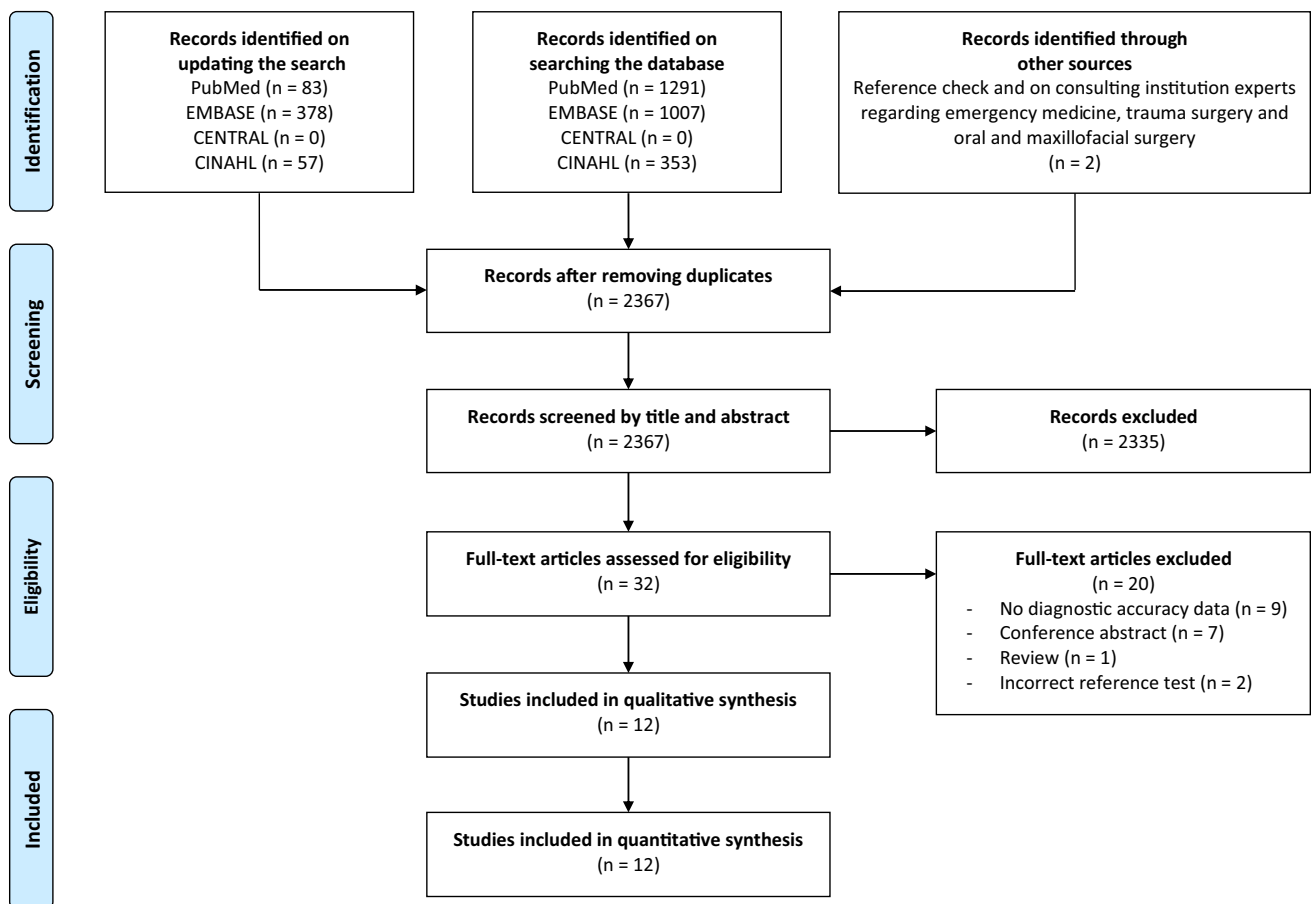 Identification
Records identified on
updating the search
PubMed (n = 83)
EMBASE (n = 378)
CENTRAL (n = 0)
CINAHL (n = 57)
Records identified on
searching the database
PubMed (n = 1291)
EMBASE (n = 1007)
CENTRAL (n = 0)
CINAHL (n = 353)
Records identified through
other sources
Reference check and on consulting institution experts
regarding emergency medicine, trauma surgery and
oral and maxillofacial surgery
(n = 2)
Screening
Records after removing duplicates
(n = 2367)
Records screened by title and abstract
(n = 2367)
Records excluded
(n = 2335)
Eligibility
Full-text articles assessed for eligibility
(n = 32)
Full-text articles excluded
(n = 20)
- No diagnostic accuracy data (n = 9)
- Conference abstract (n = 7)
- Review (n = 1)
- Incorrect reference test (n = 2)
Studies included in qualitative synthesis
(n = 12)
Included
Studies included in quantitative synthesis
(n = 12)